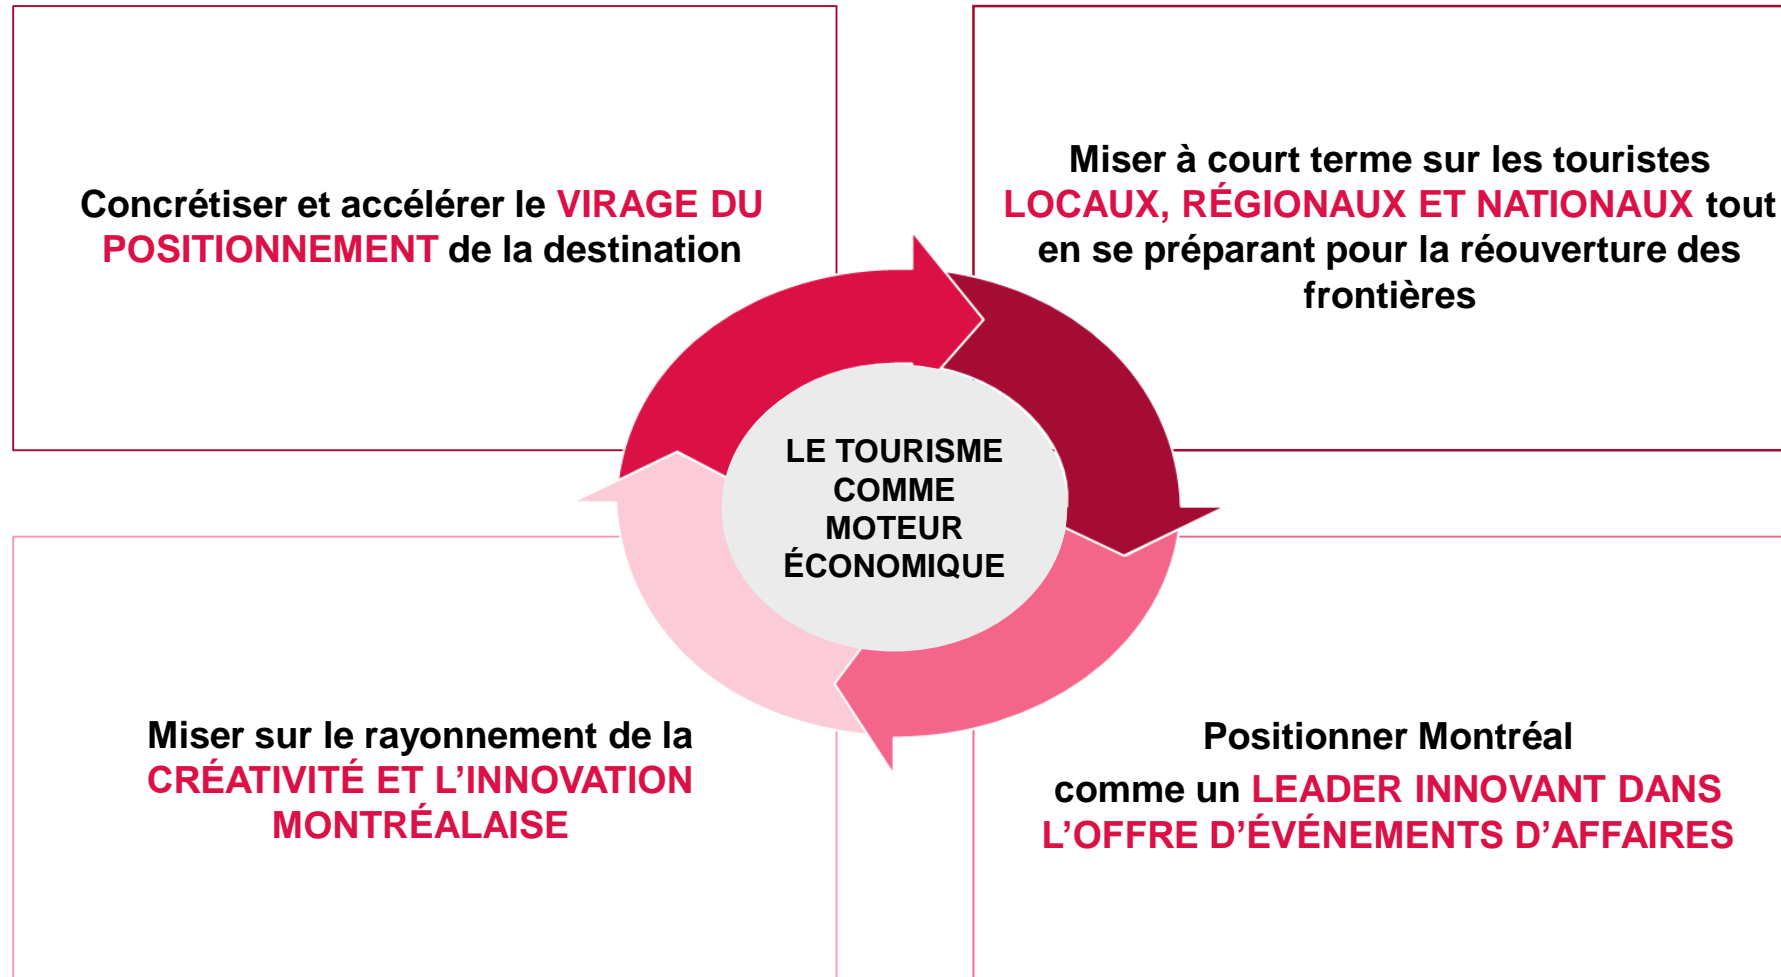 Concrétiser et accélérer le VIRAGE DU
POSITIONNEMENT de la destination
Miser à court terme sur les touristes
LOCAUX, RÉGIONAUX ET NATIONAUX tout
en se préparant pour la réouverture des
frontières
LE TOURISME
COMME
MOTEUR
ÉCONOMIQUE
Miser sur le rayonnement de la
CRÉATIVITÉ ET L’INNOVATION
MONTRÉALAISE
Positionner Montréal
comme un LEADER INNOVANT DANS
L’OFFRE D’ÉVÉNEMENTS D’AFFAIRES